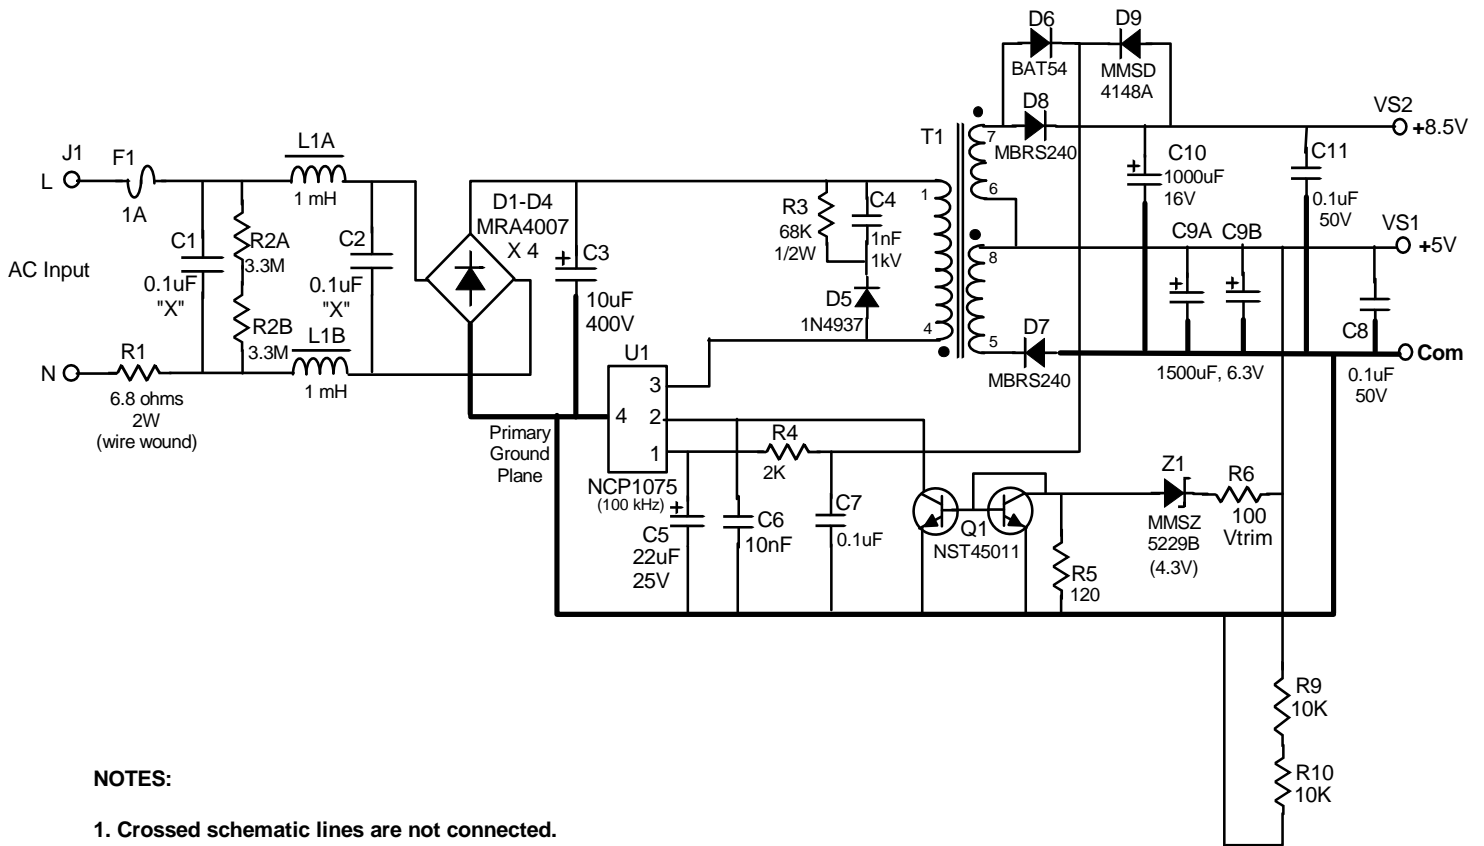 D6
BAT54
D9
MMSD
4148A
VS2
+8.5V
D8
MBRS240
T1
7
6
C10
1000uF
16V
C11
0.1uF
50V
VS1
+5V
C9A
C9B
1500uF, 6.3V
C8
0.1uF
50V
Com
8
5
D7
MBRS240
J1
L
F1
1A
L1A
1 mH
AC Input
C1
0.1uF
"X"
R2A
3.3M
R2B
3.3M
C2
0.1uF
"X"
L1B
1 mH
N
R1
6.8 ohms
2W
(wire wound)
D1-D4
MRA4007
X 4
C3
10uF
400V
R3
68K
1/2W
C4
1nF
1kV
D5
1N4937
1
4
U1
3
4
2
1
NCP1075
(100 kHz)
Primary
Ground
Plane
R4
2K
C5
22uF
25V
C6
10nF
C7
0.1uF
Q1
NST45011
R5
120
Z1
MMSZ
5229B
(4.3V)
R6
100
Vtrim
R9
10K
R10
10K
NOTES:
1. Crossed schematic lines are not connected.